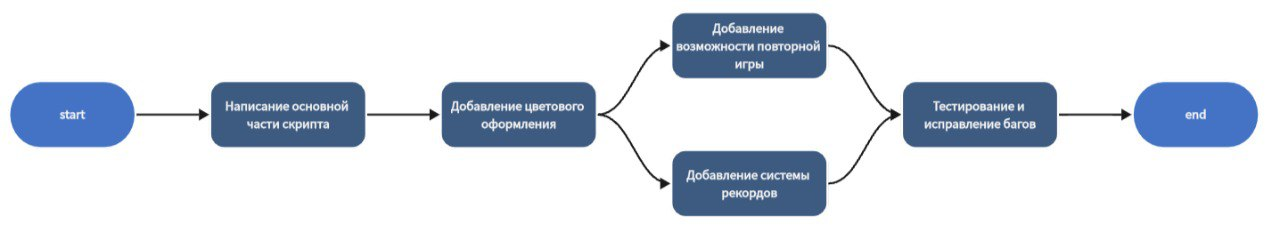 start
Написание основной
части скрипта
Добавление цветового
оформления
Добавление
возможности повторной
игры
Добавление системы
рекордов
Тестирование и
исправление багов
end